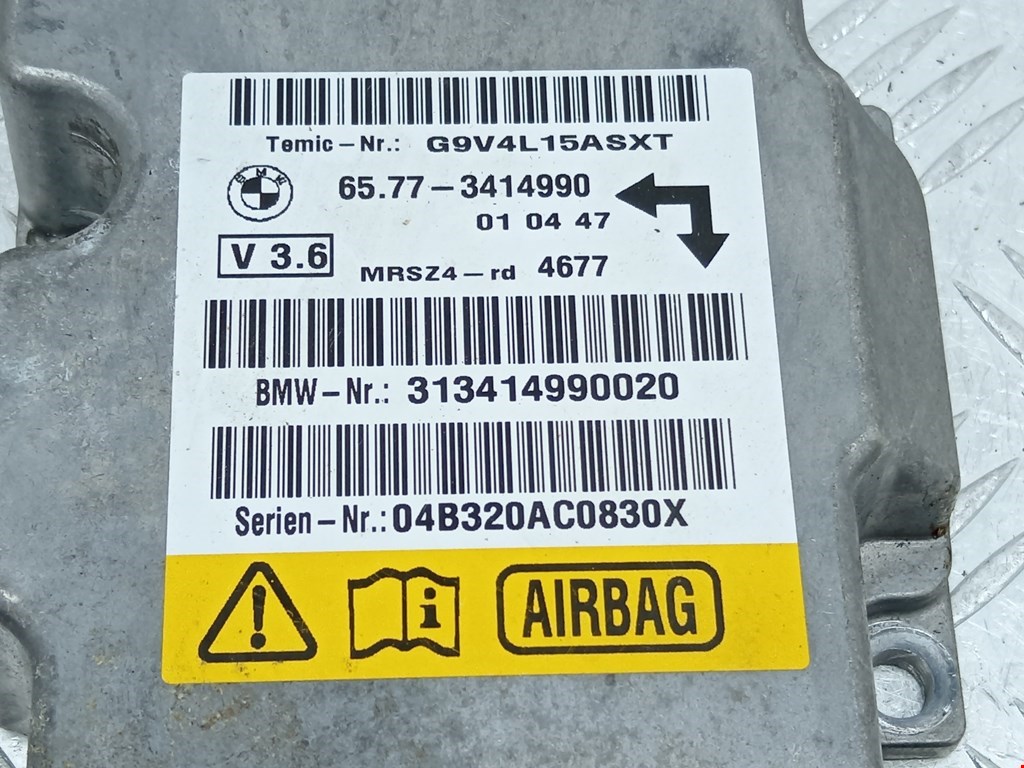 Temic-Nr.: G9V4L15ASXT
BMW
65.77-3414990
01 04 47
V 3.6
MRSZ4-rd 4677
BMW-Nr.: 313414990020
Serien-Nr.: 04B320AC0830X
! i AIRBAG